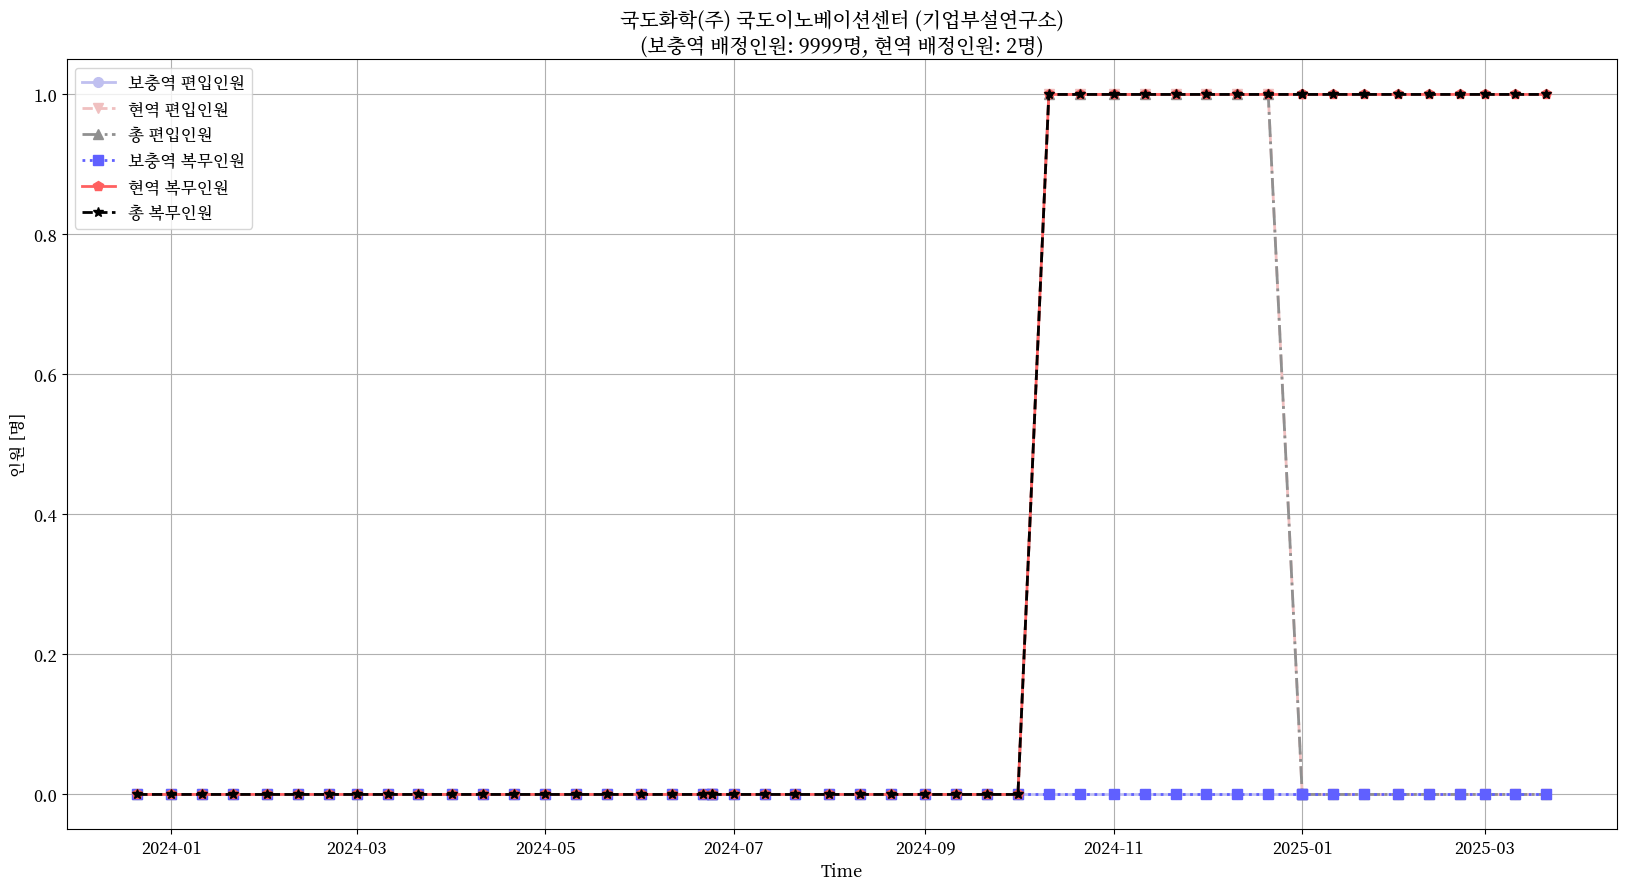 국도화학(주) 국도이노베이션센터 (기업부설연구소)
(보충역 배정인원: 9999명, 현역 배정인원: 2명)
보충역 편입인원
현역 편입인원
총 편입인원
보충역 복무인원
현역 복무인원
총 복무인원
1.0
0.8
0.6
0.4
0.2
0.0
인원 [명]
2024-01
2024-03
2024-05
2024-07
2024-09
2024-11
2025-01
2025-03
Time